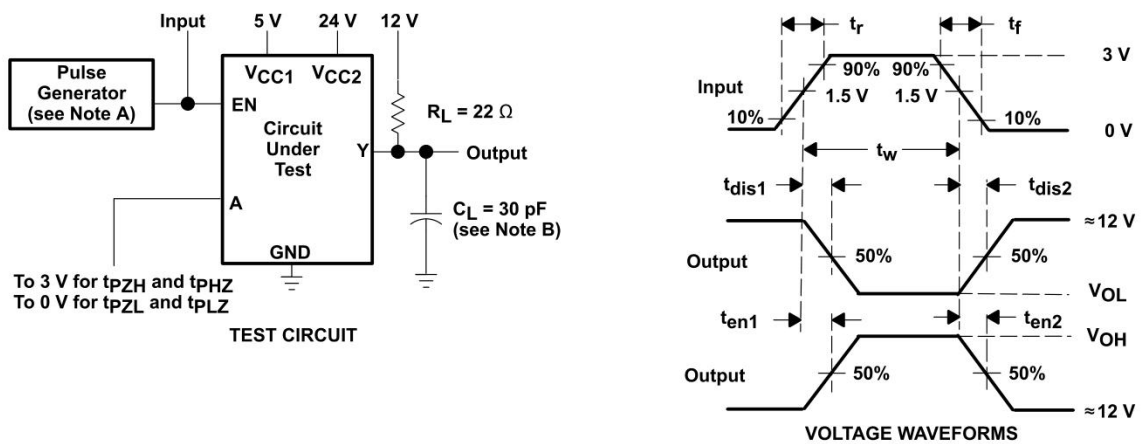 Input
5 V
24 V
12 V
Pulse
Generator
(see Note A)
VCC1
VCC2
EN
Circuit
Under
Test
Y
A
GND
RL = 22 Ω
Output
CL = 30 pF
(see Note B)
To 3 V for tPZH and tPHZ
To 0 V for tPZL and tPLZ
TEST CIRCUIT
tr
tf
3 V
90%
90%
Input
1.5 V
1.5 V
10%
10%
0 V
tw
tdis1
tdis2
≈ 12 V
Output
50%
50%
VOL
ten1
ten2
VOH
Output
50%
50%
≈ 12 V
VOLTAGE WAVEFORMS